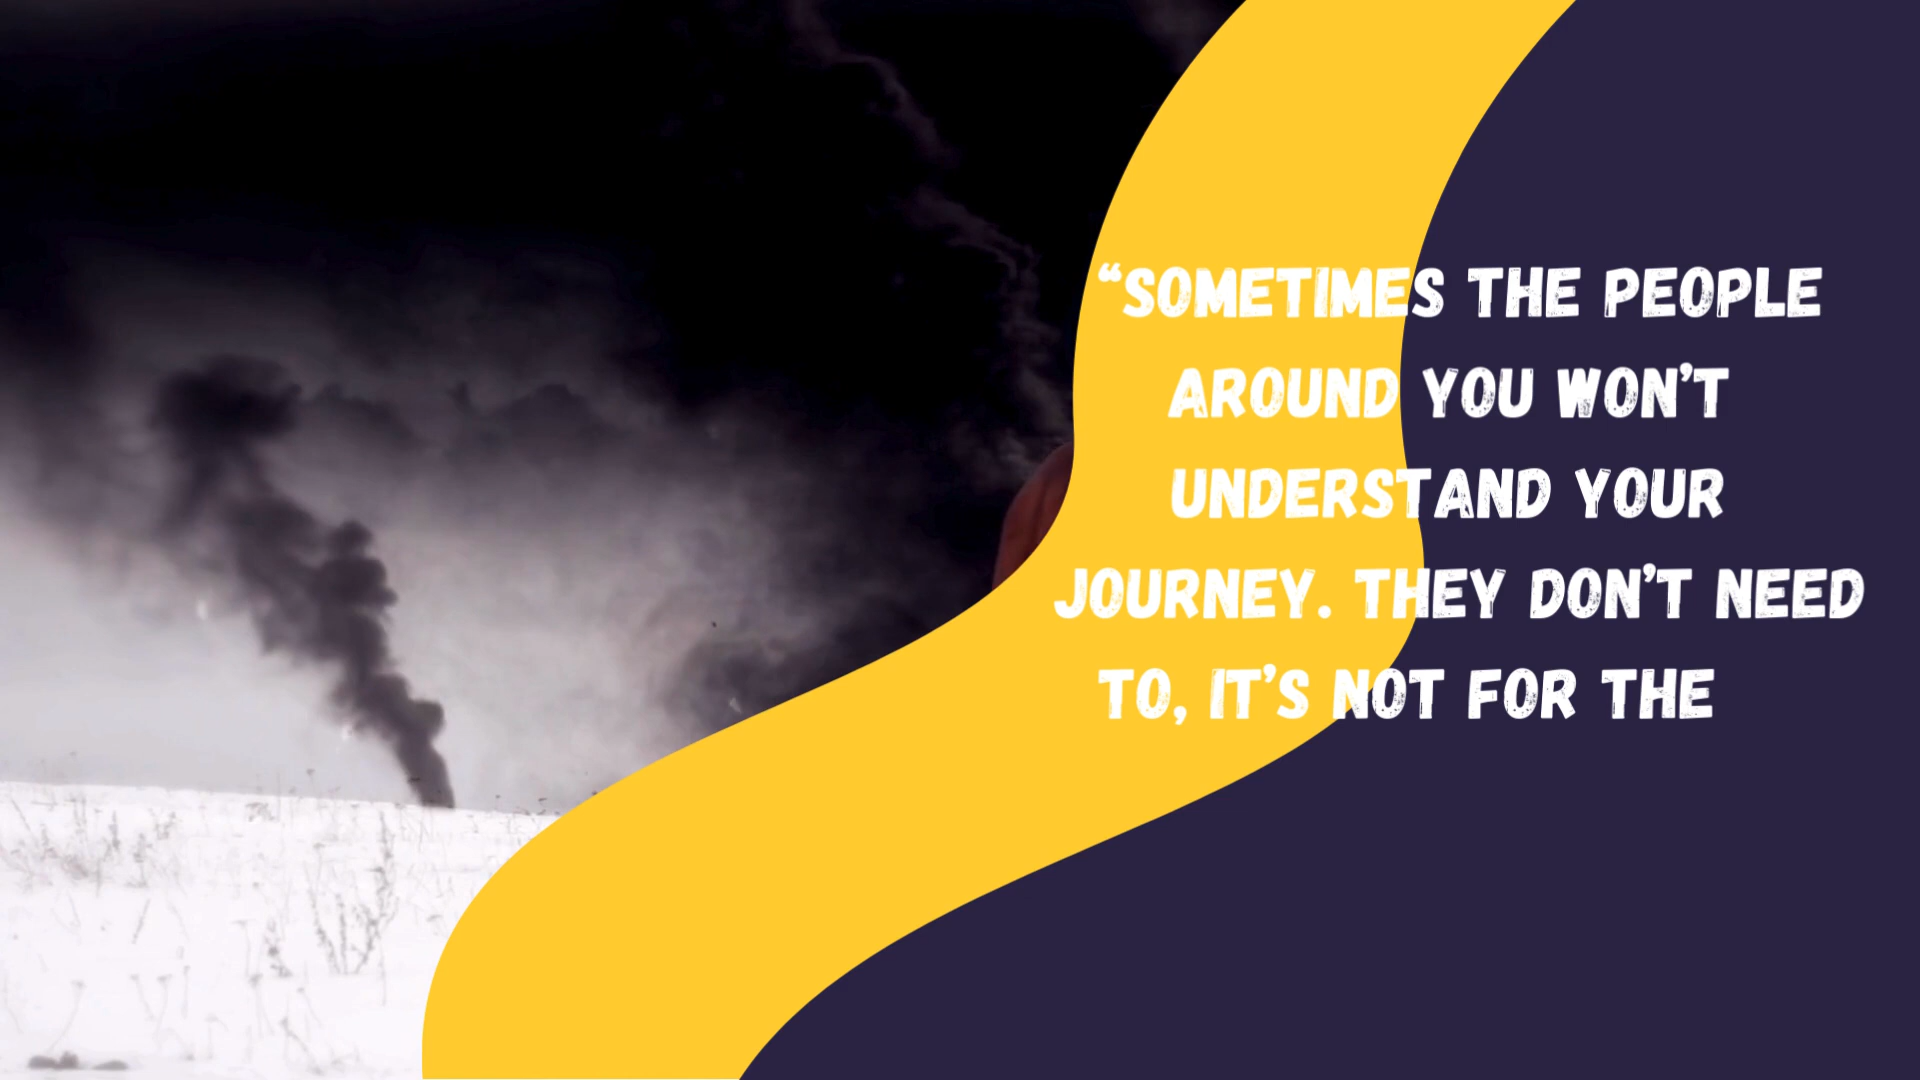 “SOMETIMES THE PEOPLE
AROUND YOU WON’T
UNDERSTAND YOUR
JOURNEY. THEY DON’T NEED
TO, IT’S NOT FOR THE